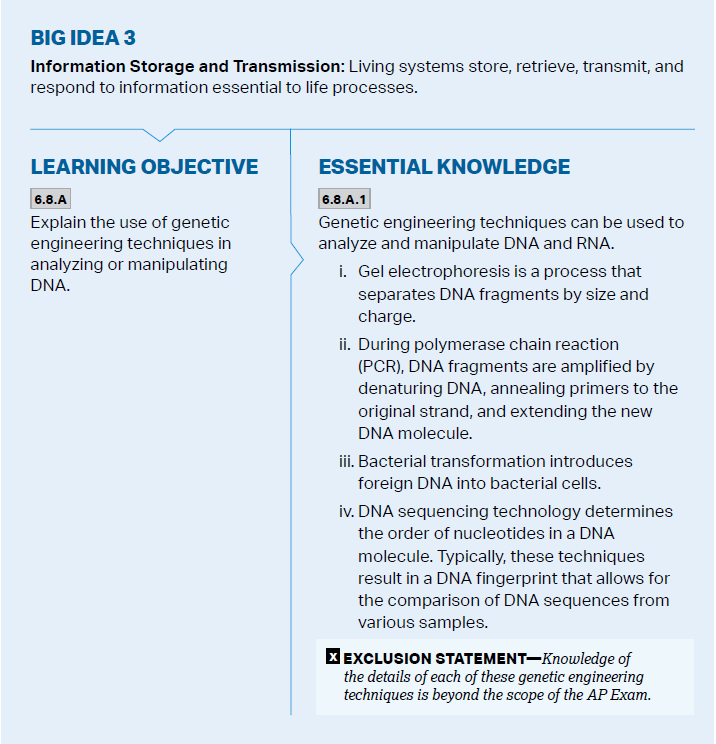 BIG IDEA 3
Information Storage and Transmission: Living systems store, retrieve, transmit, and
respond to information essential to life processes.
LEARNING OBJECTIVE
6.8.A
Explain the use of genetic
engineering techniques in
analyzing or manipulating
DNA.
ESSENTIAL KNOWLEDGE
6.8.A.1
Genetic engineering techniques can be used to
analyze and manipulate DNA and RNA.
i. Gel electrophoresis is a process that
separates DNA fragments by size and
charge.
ii. During polymerase chain reaction
(PCR), DNA fragments are amplified by
denaturing DNA, annealing primers to the
original strand, and extending the new
DNA molecule.
iii. Bacterial transformation introduces
foreign DNA into bacterial cells.
iv. DNA sequencing technology determines
the order of nucleotides in a DNA
molecule. Typically, these techniques
result in a DNA fingerprint that allows for
the comparison of DNA sequences from
various samples.
X EXCLUSION STATEMENT—Knowledge of
the details of each of these genetic engineering
techniques is beyond the scope of the AP Exam.